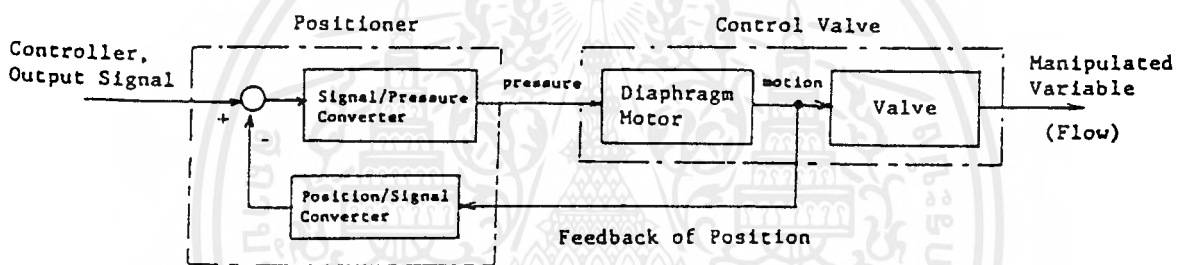 Positioner
Control Valve
Controller,
Output Signal
+
-
Signal/Pressure
Converter
pressure
Diaphragm
Motor
motion
Valve
Manipulated
Variable
(Flow)
Position/Signal
Converter
Feedback of Position